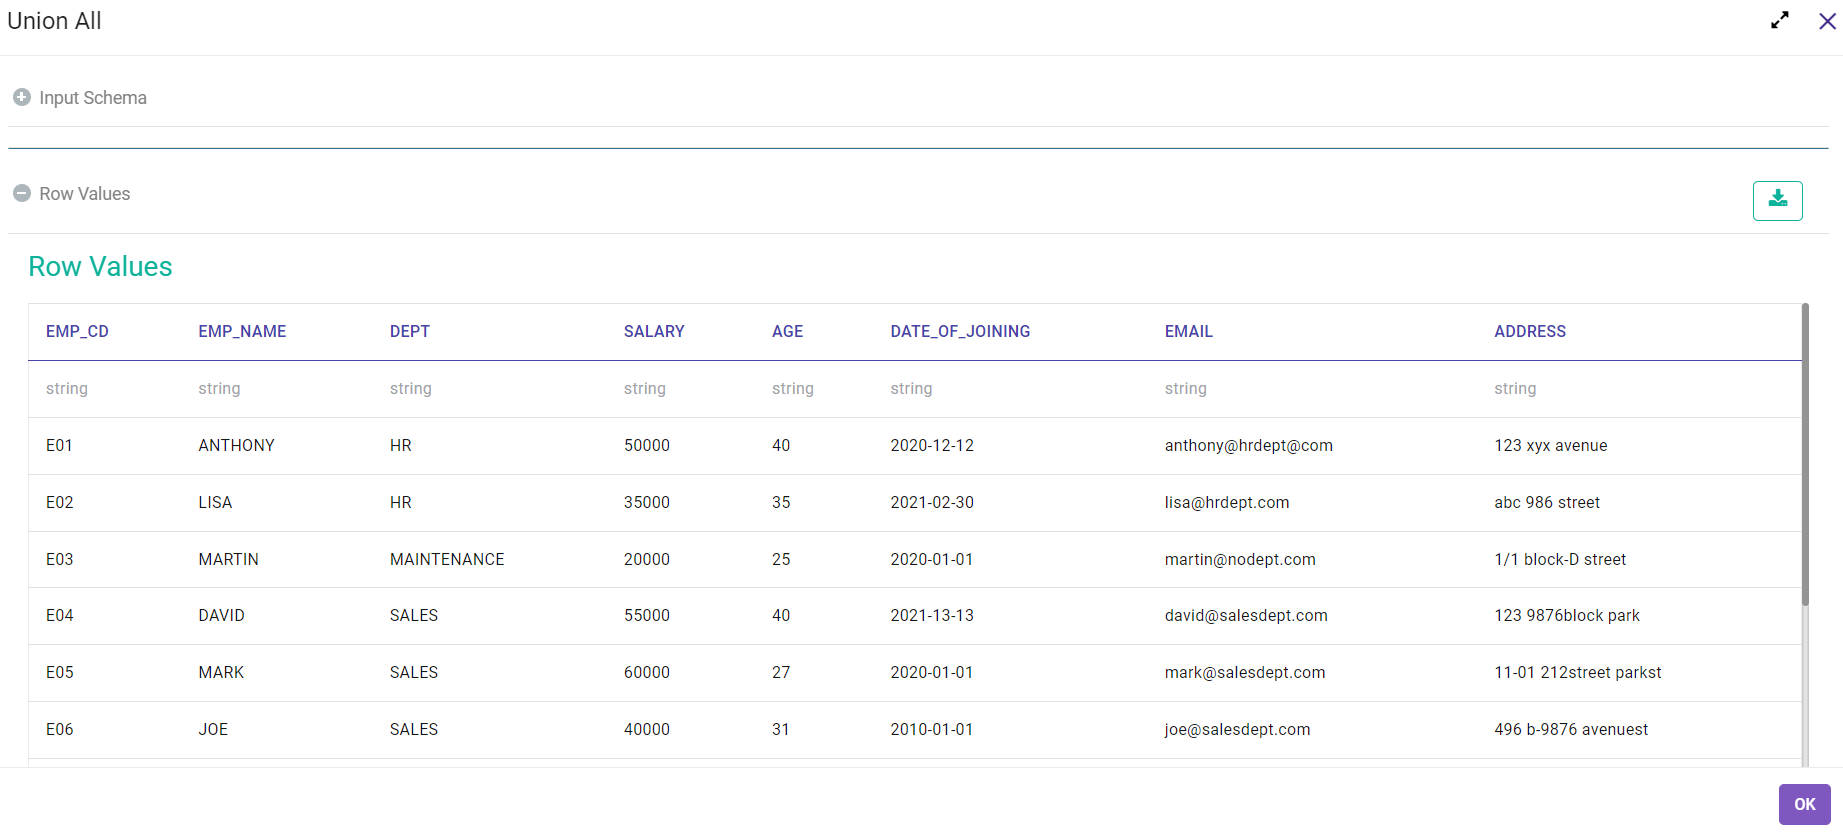 Union All
Input Schema
Row Values
Row Values
EMP_CD EMP_NAME DEPT SALARY AGE DATE_OF_JOINING EMAIL ADDRESS
string string string string string string string string
E01 ANTHONY HR 50000 40 2020-12-12 anthony@hrdept@com 123 xyx avenue
E02 LISA HR 35000 35 2021-02-30 lisa@hrdept.com abc 986 street
E03 MARTIN MAINTENANCE 20000 25 2020-01-01 martin@nodept.com 1/1 block-D street
E04 DAVID SALES 55000 40 2021-13-13 david@salesdept.com 123 9876block park
E05 MARK SALES 60000 27 2020-01-01 mark@salesdept.com 11-01 212street parkst
E06 JOE SALES 40000 31 2010-01-01 joe@salesdept.com 496 b-9876 avenuest
OK